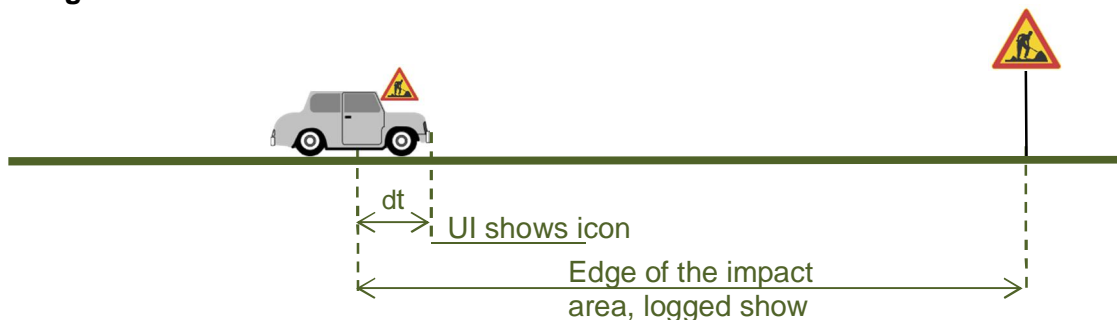 dt
UI shows icon
Edge of the impact
area, logged show